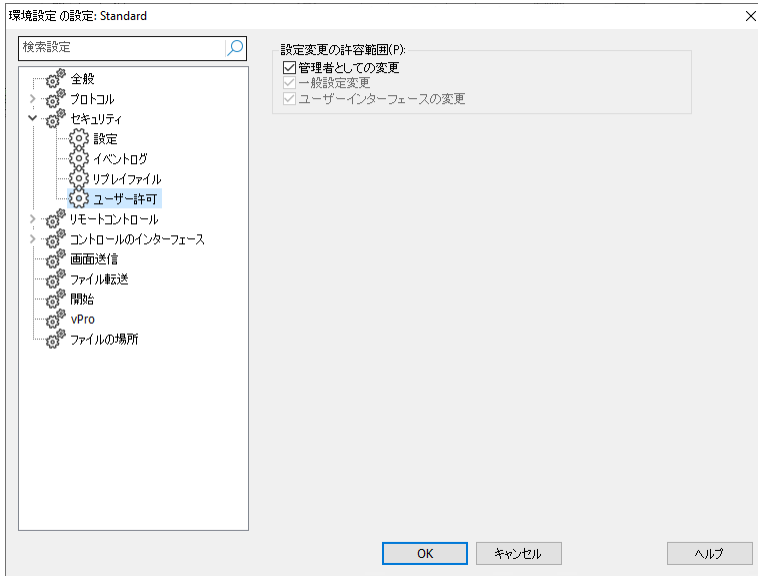 環境設定 の設定: Standard
検索設定
全般
プロトコル
セキュリティ
設定
イベントログ
リプレイファイル
ユーザー許可
リモートコントロール
コントロールのインターフェース
画面送信
ファイル転送
開始
vPro
ファイルの場所
設定変更の許容範囲(P):
管理者としての変更
一般設定変更
ユーザーインターフェースの変更
OK
キャンセル
ヘルプ